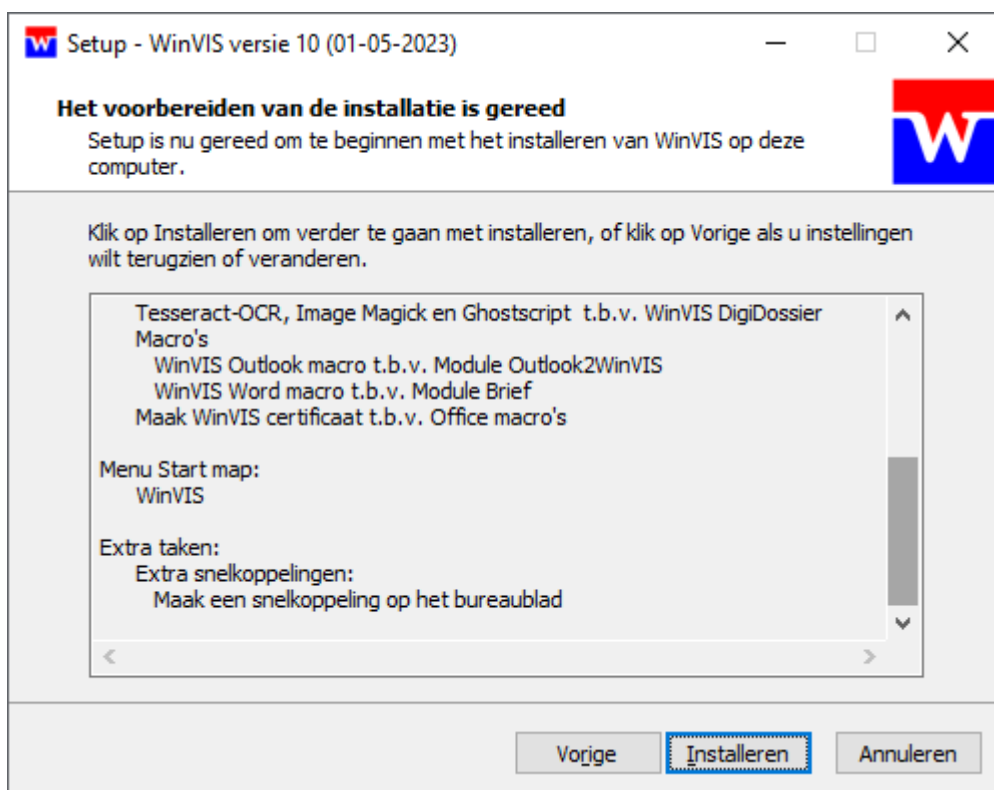 Setup - WinVIS versie 10 (01-05-2023)
Het voorbereiden van de installatie is gereed
Setup is nu gereed om te beginnen met het installeren van WinVIS op deze
computer.
W
Klik op Installeren om verder te gaan met installeren, of klik op Vorige als u instellingen
wilt terugzien of veranderen.
Tesseract-OCR, Image Magick en Ghostscript  t.b.v. WinVIS DigiDossier
Macro's
WinVIS Outlook macro t.b.v. Module Outlook2WinVIS
WinVIS Word macro t.b.v. Module Brief
Maak WinVIS certificaat t.b.v. Office macro's
Menu Start map:
WinVIS
Extra taken:
Extra snelkoppelingen:
Maak een snelkoppeling op het bureaublad
Vorige
Installeren
Annuleren